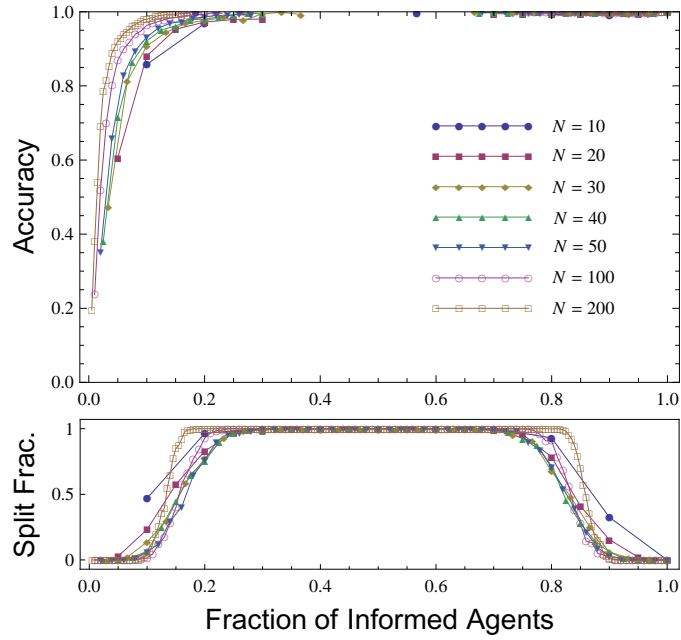 1.0
0.8
0.6
0.4
0.2
0.0
Accuracy
N = 10
N = 20
N = 30
N = 40
N = 50
N = 100
N = 200
0.0 0.2 0.4 0.6 0.8 1.0
1
0.5
0
Split Frac.
0.0 0.2 0.4 0.6 0.8 1.0
Fraction of Informed Agents